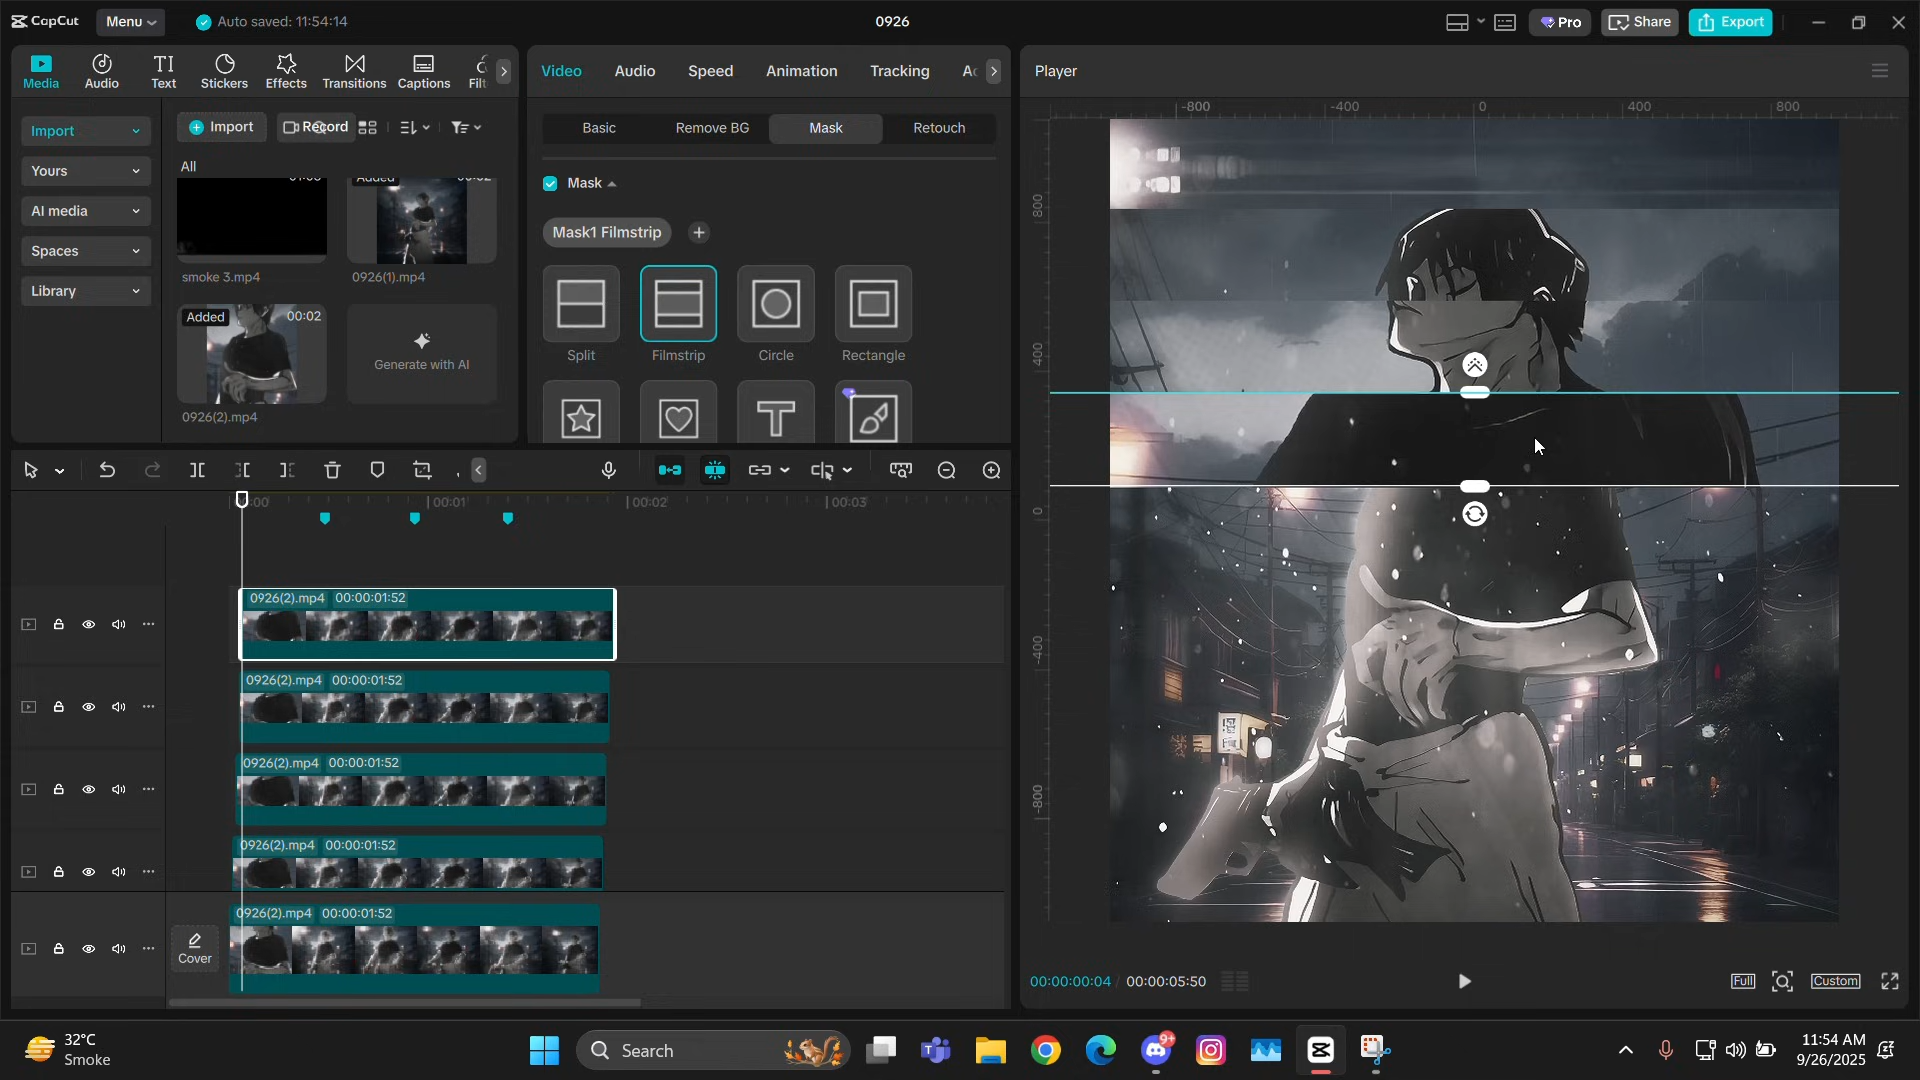 CapCut
Menu
Auto saved: 11:54:14
0926
Pro
Share
Export
Media
Audio
Text
Stickers
Effects
Transitions
Captions
Filt
Video
Audio
Speed
Animation
Tracking
Player
Import
Yours
AI media
Spaces
Library
Import
Record
All
smoke 3.mp4
Added
0926(1).mp4
Added
00:02
0926(2).mp4
Generate with AI
Basic
Remove BG
Mask
Retouch
Mask
Mask1 Filmstrip
Split
Filmstrip
Circle
Rectangle
-800
-400
0
400
800
800
400
0
-400
-800
00:00
00:01
00:02
00:03
0926(2).mp4 00:00:01:52
0926(2).mp4 00:00:01:52
0926(2).mp4 00:00:01:52
0926(2).mp4 00:00:01:52
0926(2).mp4 00:00:01:52
Cover
00:00:00:04
00:00:05:50
Full
Custom
32°C
Smoke
Search
9+
11:54 AM
9/26/2025